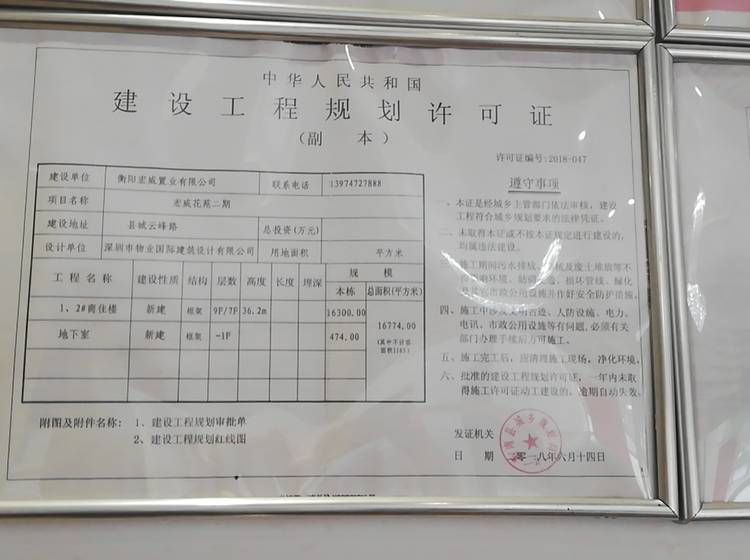 中华人民共和国
建设工程规划许可证
（副 本）
许可证编号:2018-047
建设单位 衡阳宏威置业有限公司 联系电话 13974727888
项目名称 宏威花苑二期
建设地址 县城云峰路 总投资(万元)
设计单位 深圳市物业国际建筑设计有限公司 用地面积 平方米
工程名称 建设性质 结构 层数 高度 长度 埋深 规模
本栋 总面积(平方米)
1、2#商住楼 新建 框架 9F/7F 36.2m 16300.00
16774.00
地下室 新建 框架 -1F 474.00
附图及附件名称: 1、建设工程规划审批单
2、建设工程规划红线图
遵守事项
一、本证是经城乡主管部门依法审核，建设
工程符合城乡规划要求的法律凭证。
二、未取得本证或不按本证规定进行建设的，
均属违法建设。
三、施工期间污水排放、
四、施工中涉及文物古迹、人防设施、电力、
电讯、市政公用设施等有问题,必须有关
部门办理手续后方可施工。
五、施工完工后，应清理施工现场，净化环境。
六、批准的建设工程规划许可证，一年内未取
得施工许可证动工建设的，逾期自动失效。
发证机关
日 期 二零一八年六月十四日